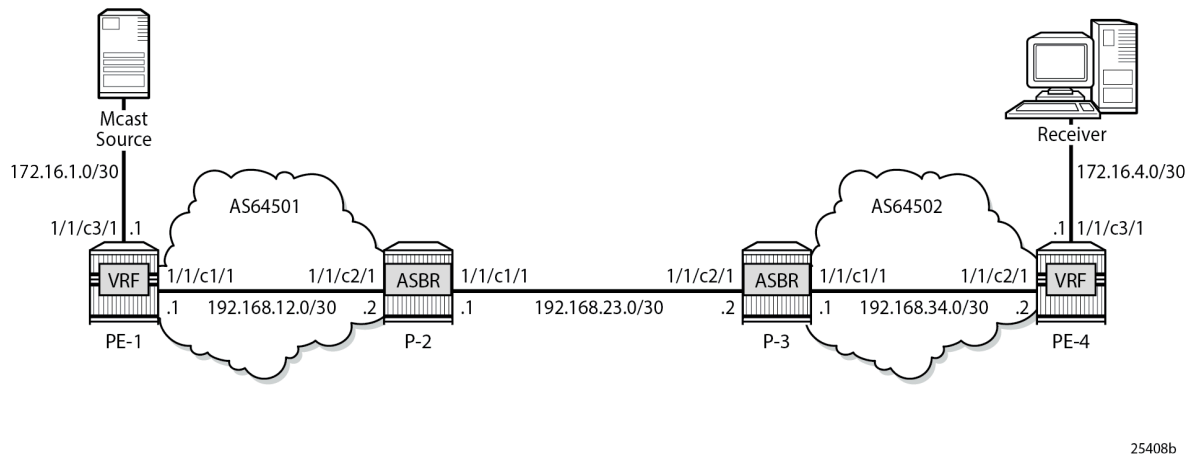 Mcast
Source
Receiver
172.16.1.0/30
172.16.4.0/30
AS64501
AS64502
1/1/c3/1 .1
.1 1/1/c3/1
VRF
1/1/c1/1
1/1/c2/1
ASBR
1/1/c1/1
1/1/c2/1
ASBR
1/1/c1/1
1/1/c2/1
VRF
.1
192.168.12.0/30
.2
.1
192.168.23.0/30
.2
.1
192.168.34.0/30
.2
PE-1
P-2
P-3
PE-4
25408b